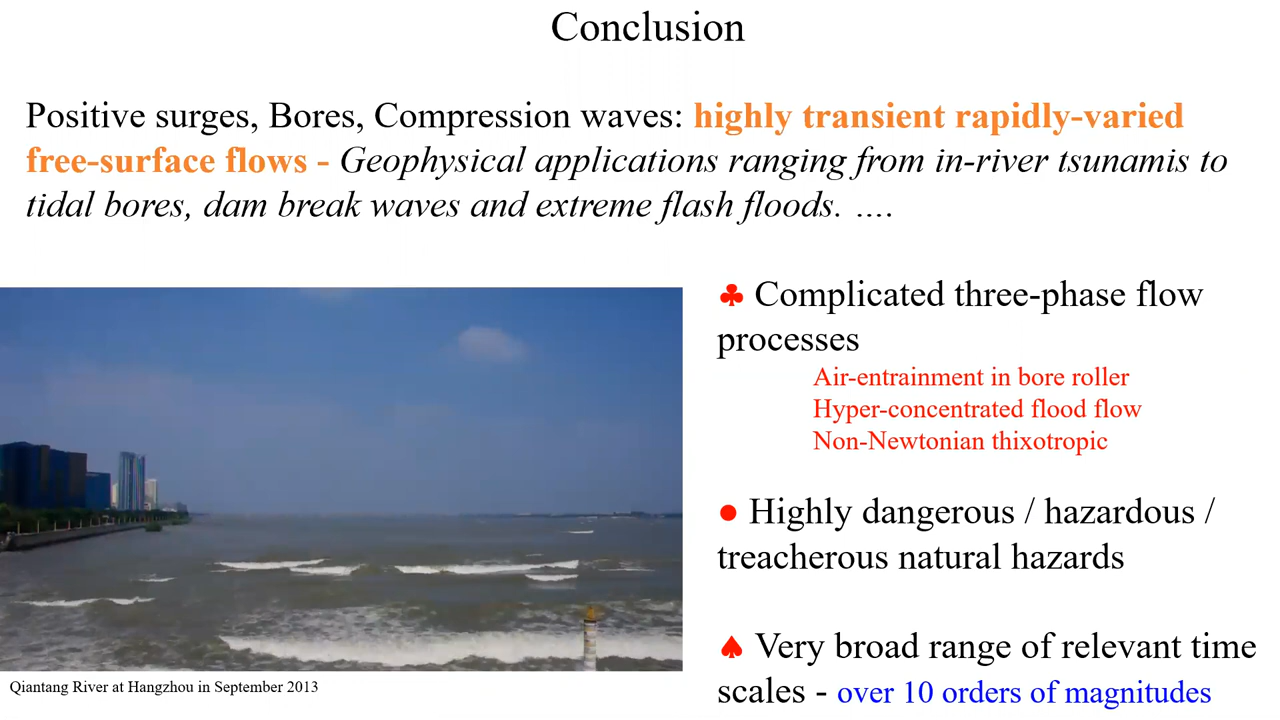 Conclusion
Positive surges, Bores, Compression waves: highly transient rapidly-varied
free-surface flows - Geophysical applications ranging from in-river tsunamis to
tidal bores, dam break waves and extreme flash floods. ....
♣ Complicated three-phase flow
processes
Air-entrainment in bore roller
Hyper-concentrated flood flow
Non-Newtonian thixotropic
● Highly dangerous / hazardous /
treacherous natural hazards
♠ Very broad range of relevant time
scales - over 10 orders of magnitudes
Qiantang River at Hangzhou in September 2013